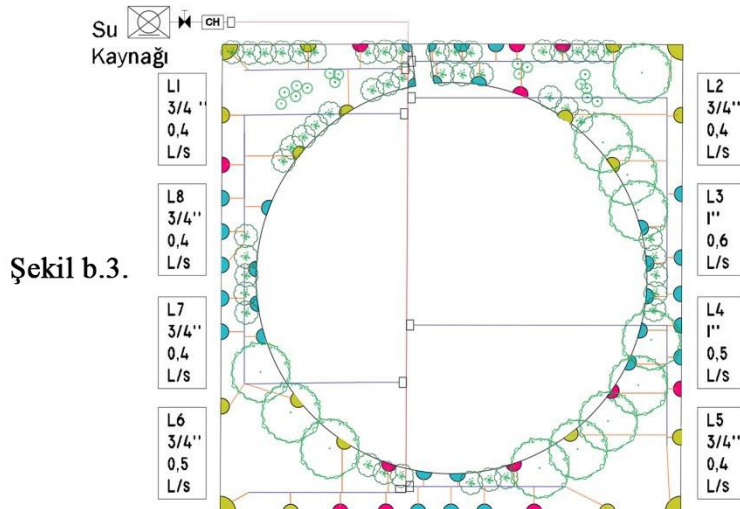 Su
Kaynağı
CH
L1
3/4 ''
0,4
L/s
L2
3/4''
0,4
L/s
L8
3/4''
0,4
L/s
L3
1''
0,6
L/s
Şekil b.3.
L7
3/4''
0,4
L/s
L4
1''
0,5
L/s
L6
3/4''
0,5
L/s
L5
3/4''
0,4
L/s